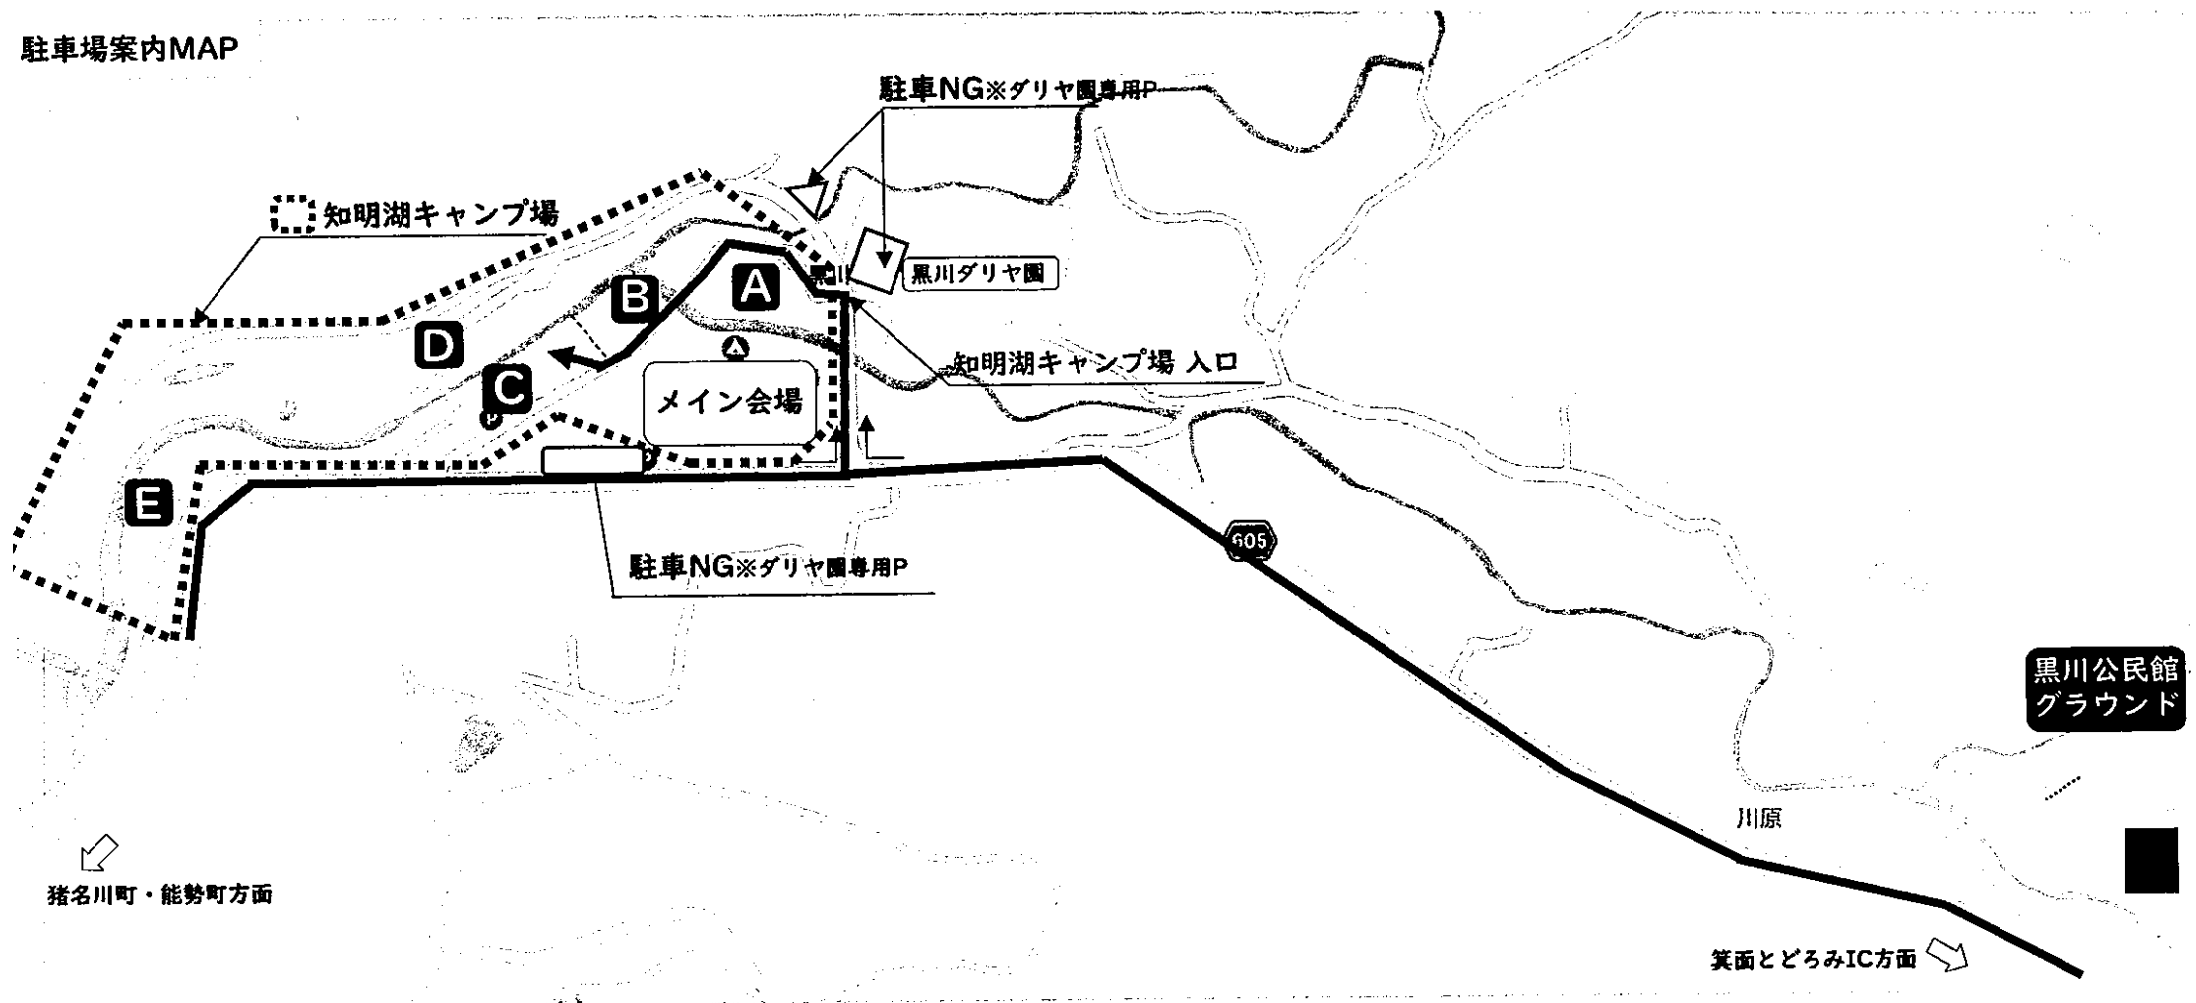 駐車場案内MAP
駐車NG※ダリヤ園専用P
知明湖キャンプ場
黒川
A
B
黒川ダリヤ園
D
知明湖キャンプ場 入口
C
P
メイン会場
E
605
駐車NG※ダリヤ園専用P
黒川公民館
グラウンド
川原
猪名川町・能勢町方面
箕面とどろみIC方面